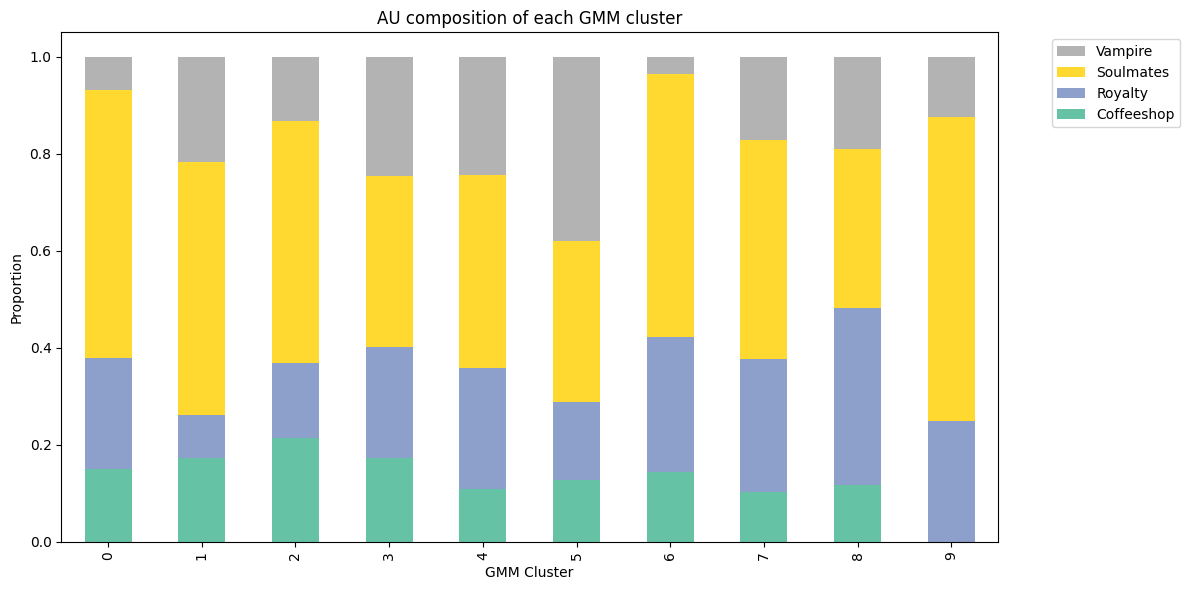 AU composition of each GMM cluster
Vampire
Soulmates
Royalty
Coffeeshop
Proportion
1.0
0.8
0.6
0.4
0.2
0.0
0 1 2 3 4 5 6 7 8 9
GMM Cluster